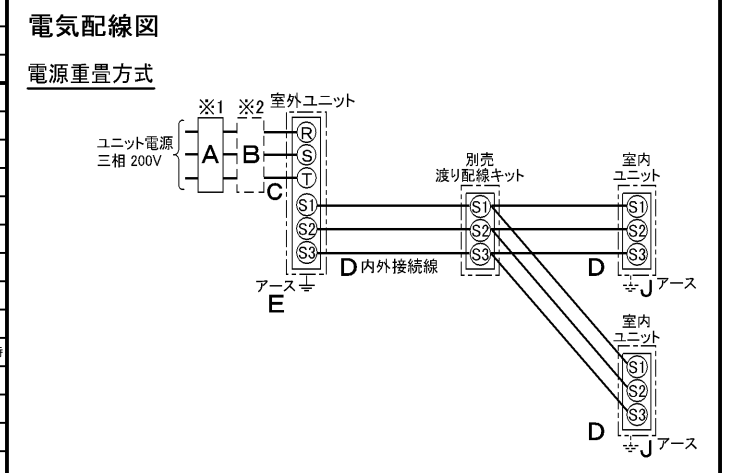 電気配線図
電源重畳方式
※1 ※2 室外ユニット
ユニット電源
三相 200V
A
B
C
R
S
T
S1
S2
S3
D 内外接続線
アース
E
別売
渡り配線キット
S1
S2
S3
室内
ユニット
S1
S2
S3
D
J アース
室内
ユニット
S1
S2
S3
D
J アース